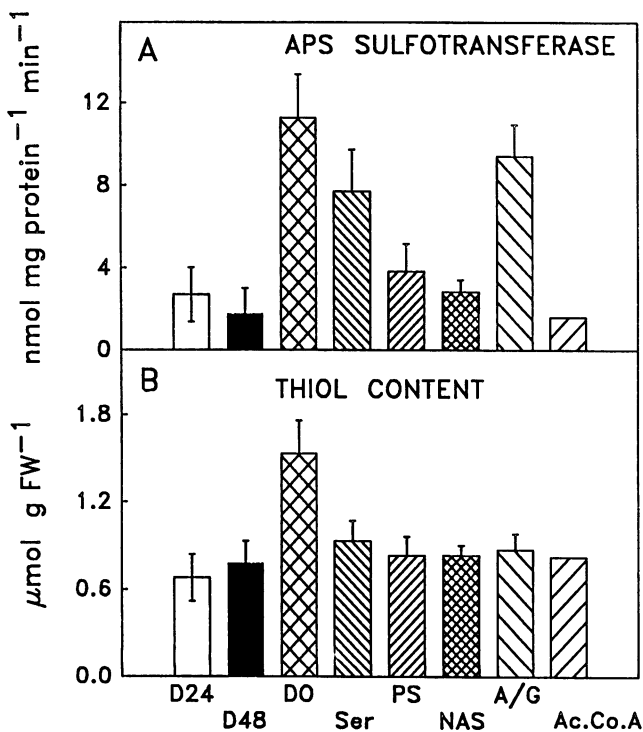 A APS SULFOTRANSFERASE
nmol mg protein⁻¹ min⁻¹
12
8
4
0
B THIOL CONTENT
μmol g FW⁻¹
1.8
1.2
0.6
0.0
D24 DO PS A/G
D48 Ser NAS Ac.Co.A